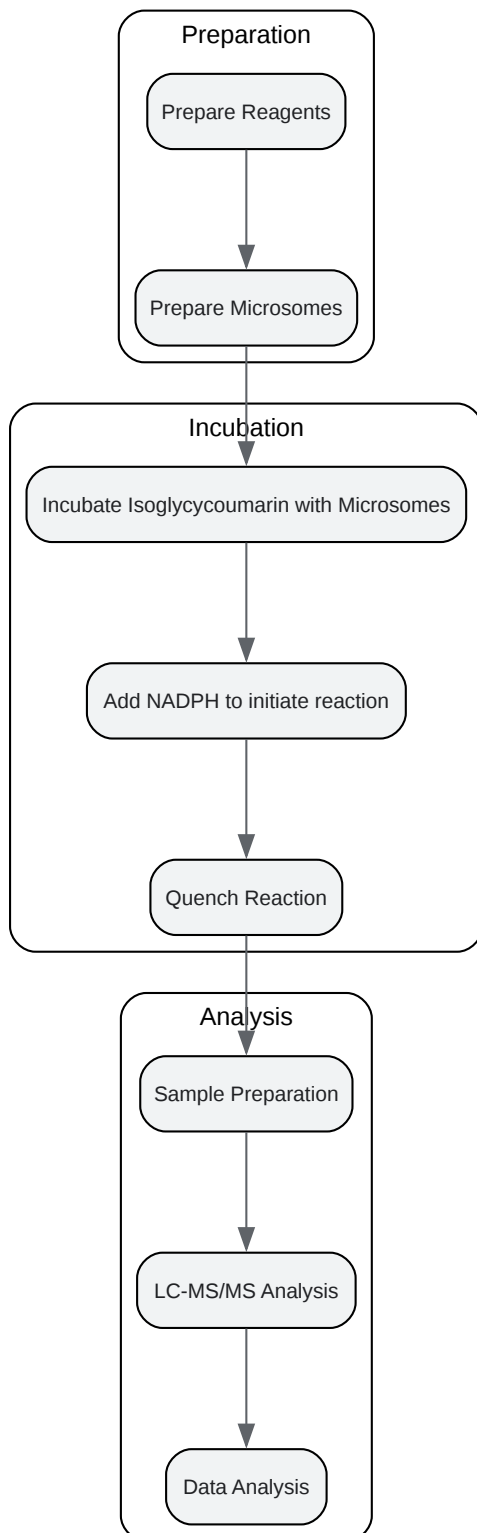 Preparation
Prepare Reagents
Prepare Microsomes
Incubation
Incubate Isoglycycoumarin with Microsomes
Add NADPH to initiate reaction
Quench Reaction
Analysis
Sample Preparation
LC-MS/MS Analysis
Data Analysis